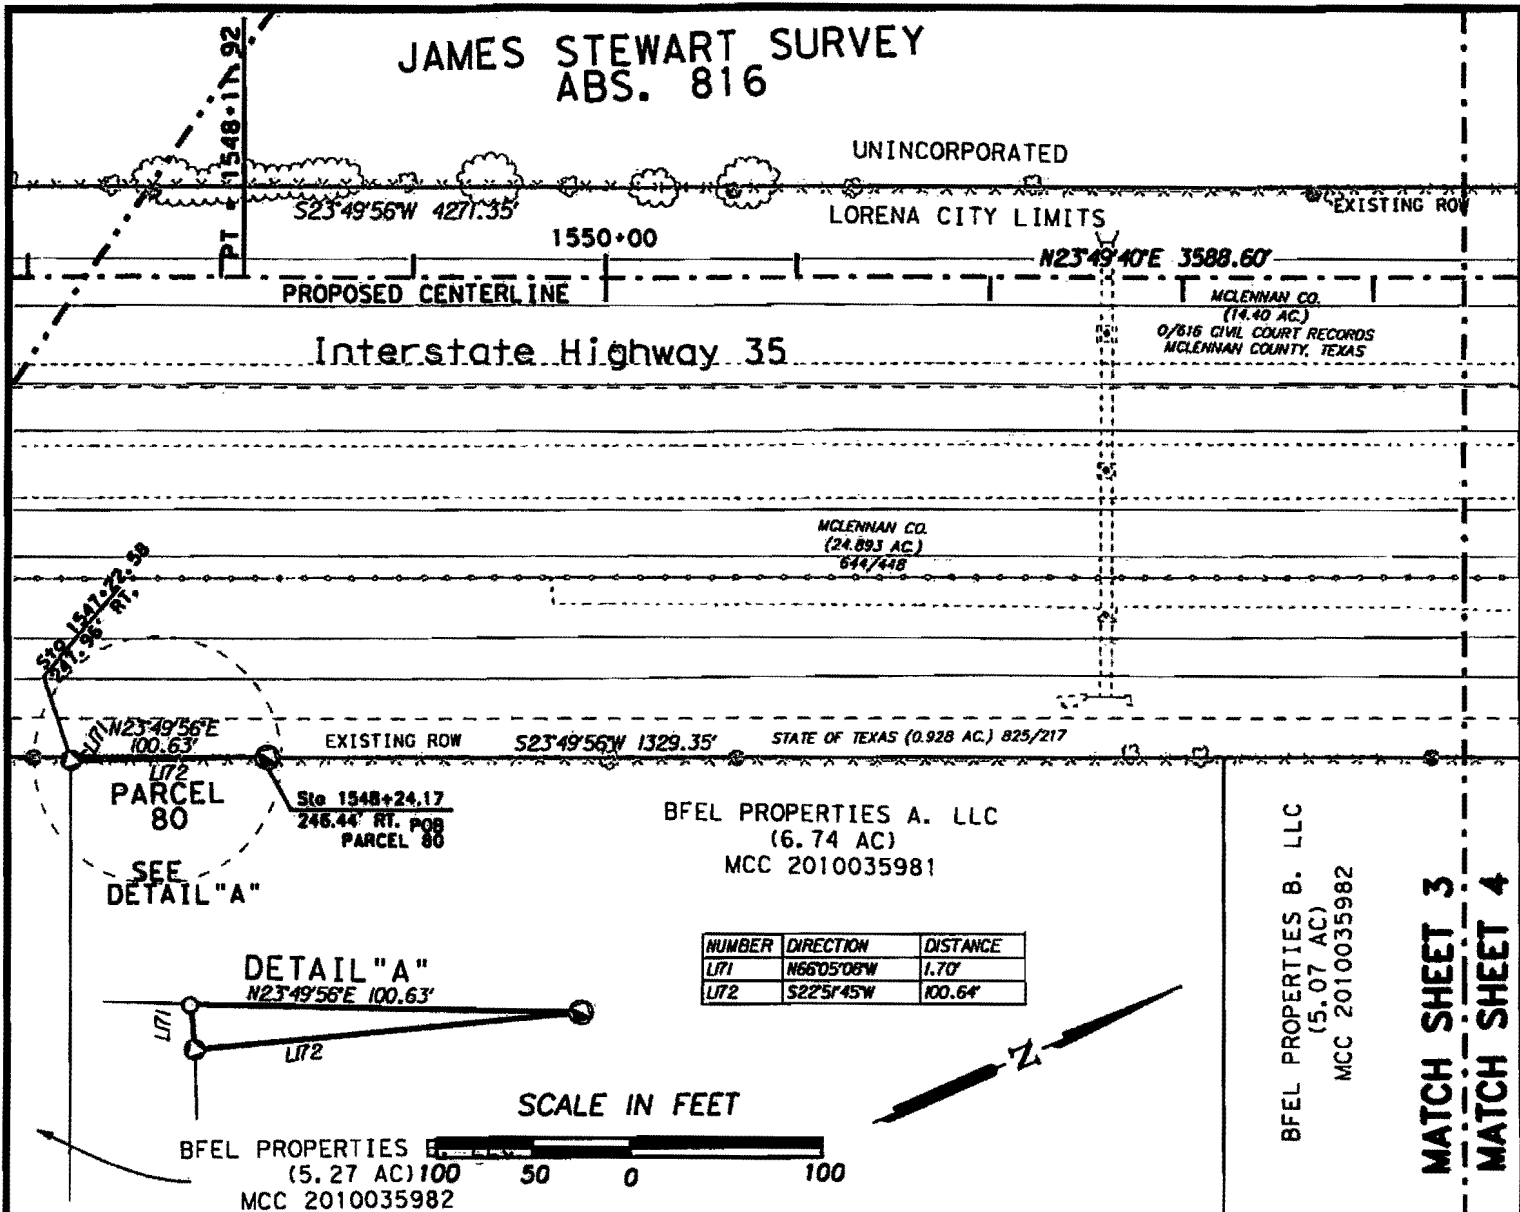 JAMES STEWART SURVEY
ABS. 816
PT = 1548+11.92
UNINCORPORATED
S23°49'56"W 4271.35'
LORENA CITY LIMITS
EXISTING ROW
1550+00
N23°49'40"E 3588.60'
PROPOSED CENTERLINE
MCLENNAN CO.
(14.40 AC.)
O/616 CIVIL COURT RECORDS
MCLENNAN COUNTY, TEXAS
Interstate Highway 35
MCLENNAN CO.
(24.893 AC.)
644/448
Sta 1547+22.58
247.96' RT.
L171
N23°49'56"E
100.63'
L172
PARCEL
80
EXISTING ROW
S23°49'56"W 1329.35'
STATE OF TEXAS (0.928 AC.) 825/217
Sta 1548+24.17
246.44' RT. POB
PARCEL 80
SEE
DETAIL "A"
BFEL PROPERTIES A. LLC
(6.74 AC)
MCC 2010035981
BFEL PROPERTIES B. LLC
(5.07 AC)
MCC 2010035982
MATCH SHEET 3
MATCH SHEET 4
DETAIL "A"
N23°49'56"E 100.63'
L171
L172
NUMBER DIRECTION DISTANCE
L171 N66°05'08"W 1.70'
L172 S22°51'45"W 100.64'
N
SCALE IN FEET
100 50 0 100
BFEL PROPERTIES
(5.27 AC)
MCC 2010035982